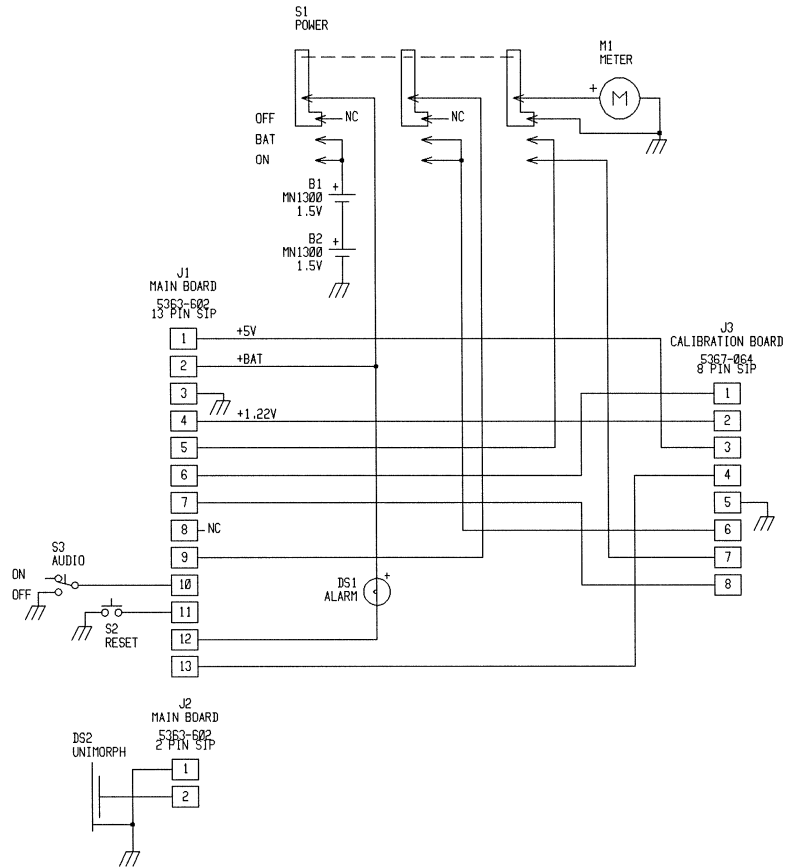 S1
POWER
M1
METER
+
M
OFF
NC
NC
BAT
ON
B1
+
MN1300
1.5V
B2
+
MN1300
1.5V
J1
MAIN BOARD
5363-602
13 PIN SIP
1
+5V
2
+BAT
3
4
+1.22V
5
6
7
8
NC
9
10
11
12
13
J3
CALIBRATION BOARD
5367-064
8 PIN SIP
1
2
3
4
5
6
7
8
S3
AUDIO
ON
OFF
S2
RESET
DS1
ALARM
+
J2
MAIN BOARD
5363-602
2 PIN SIP
DS2
UNIMORPH
1
2